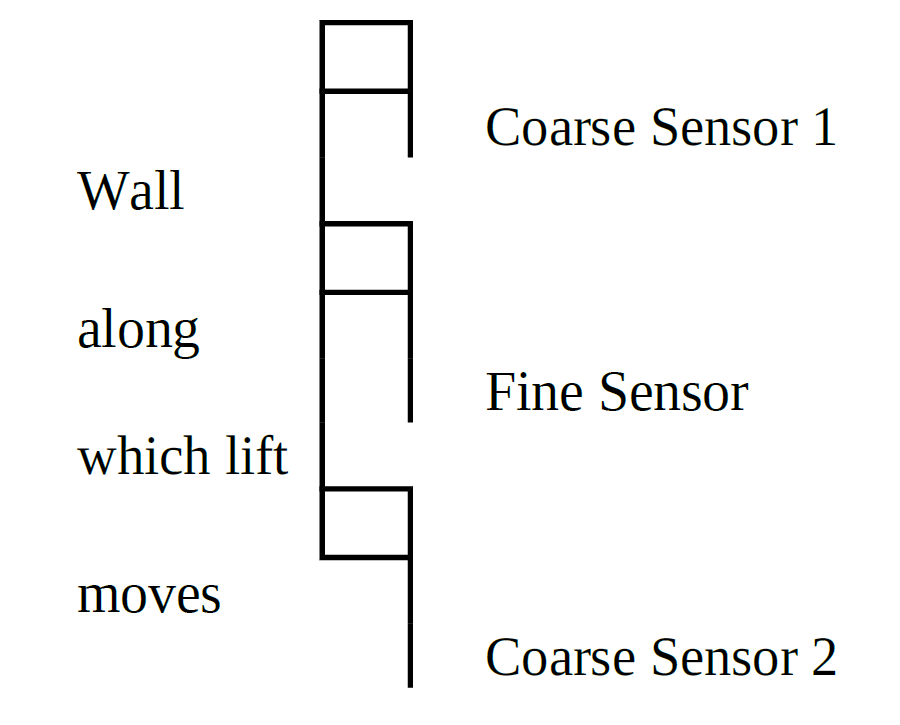 Coarse Sensor 1
Wall
along
Fine Sensor
which lift
moves
Coarse Sensor 2